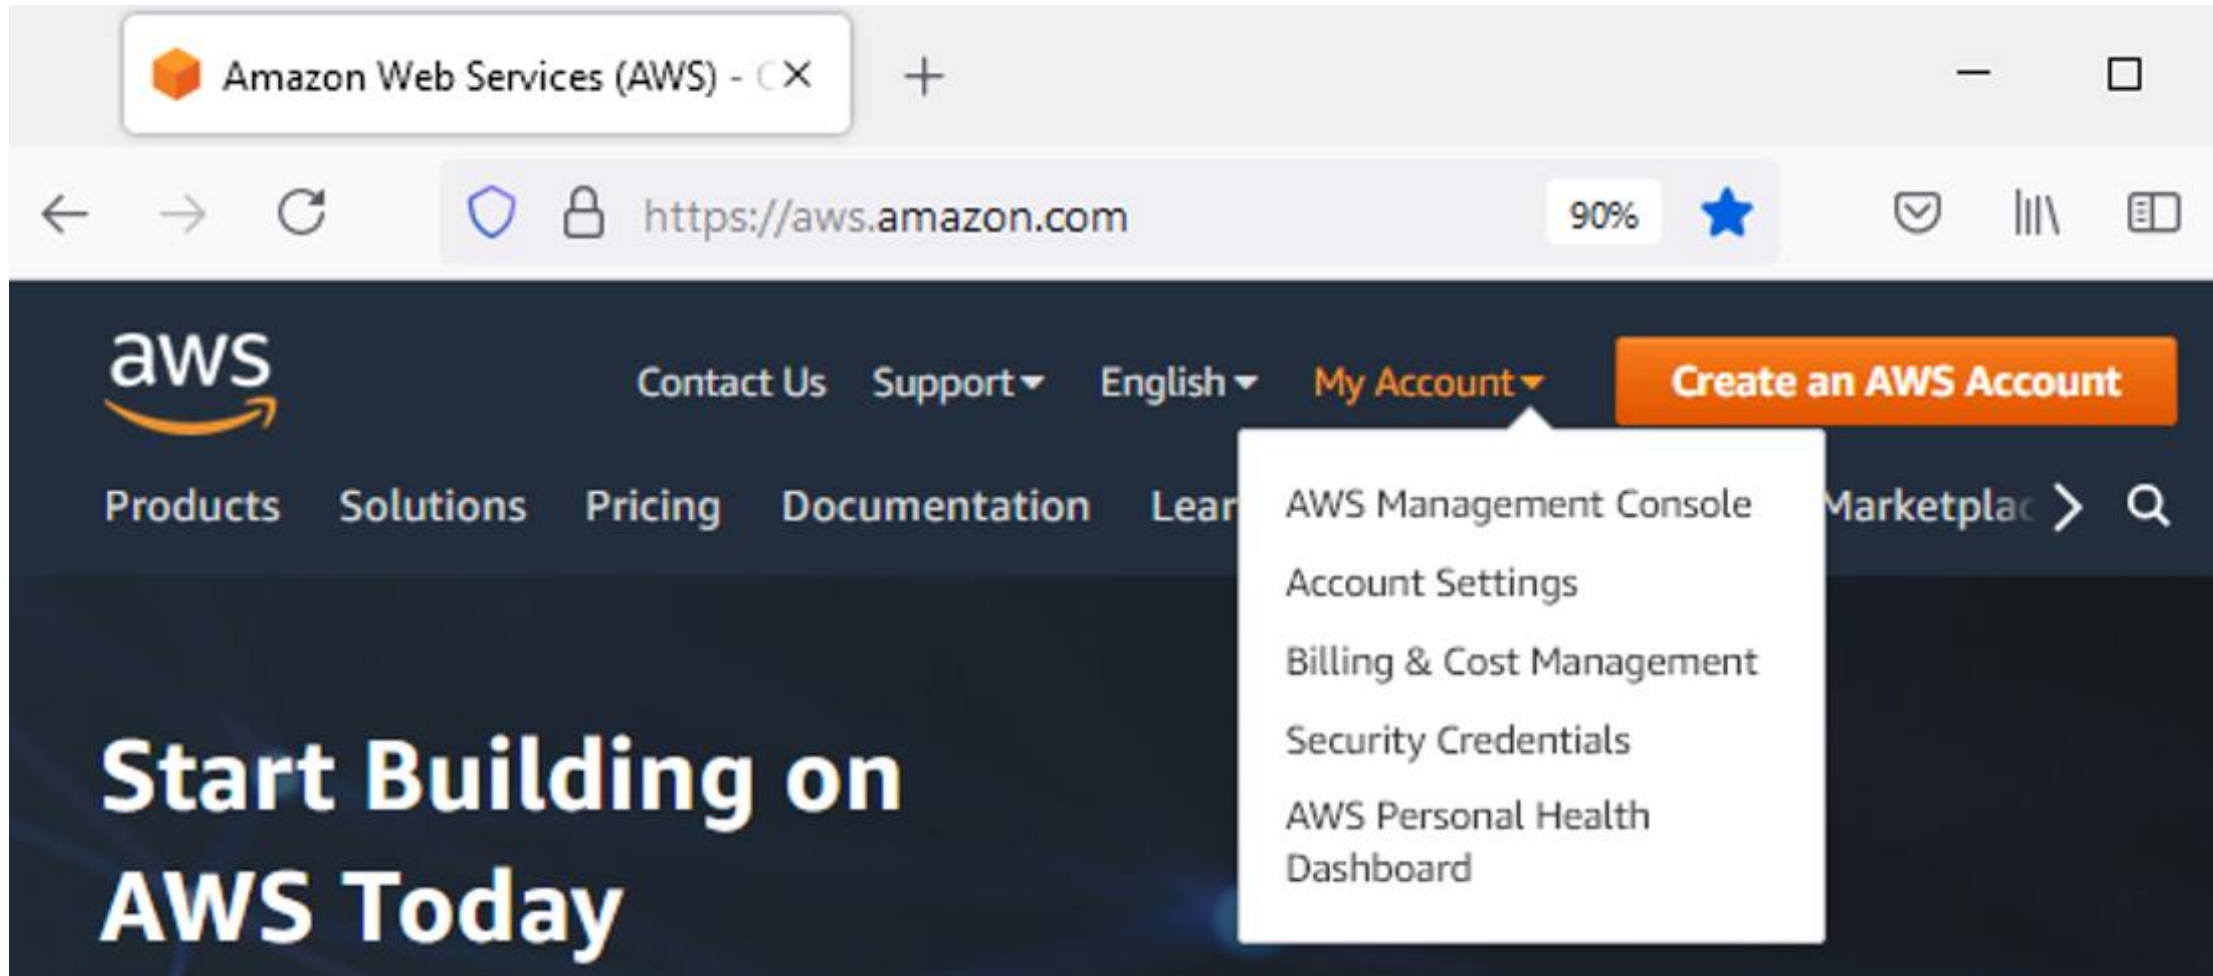 Amazon Web Services (AWS) -
https://aws.amazon.com
90%
aws
Contact Us Support English My Account Create an AWS Account
Products Solutions Pricing Documentation Lear Marketplac
AWS Management Console
Account Settings
Billing & Cost Management
Security Credentials
AWS Personal Health
Dashboard
Start Building on
AWS Today